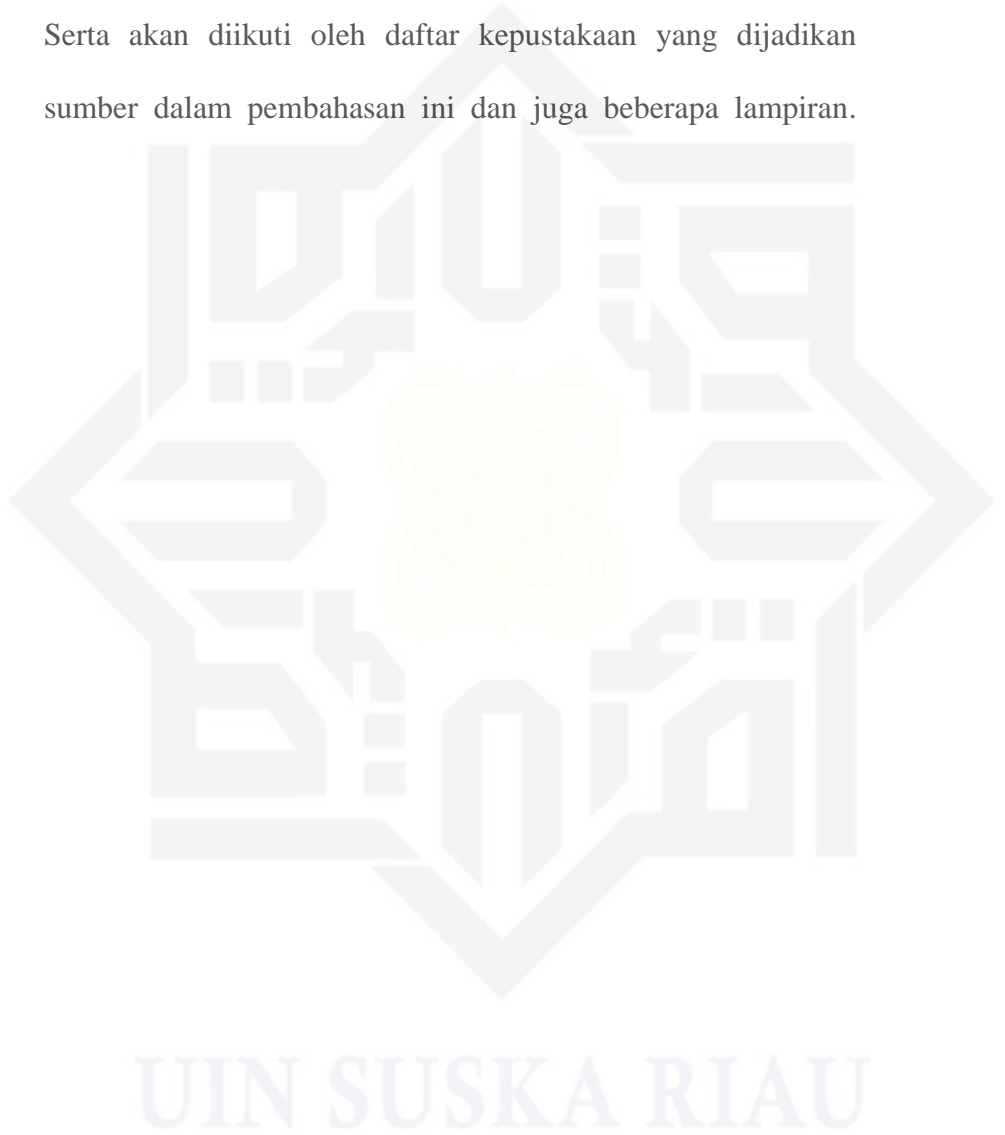 Serta akan diikuti oleh daftar kepustakaan yang dijadikan
sumber dalam pembahasan ini dan juga beberapa lampiran.
UIN SUSKA RIAU